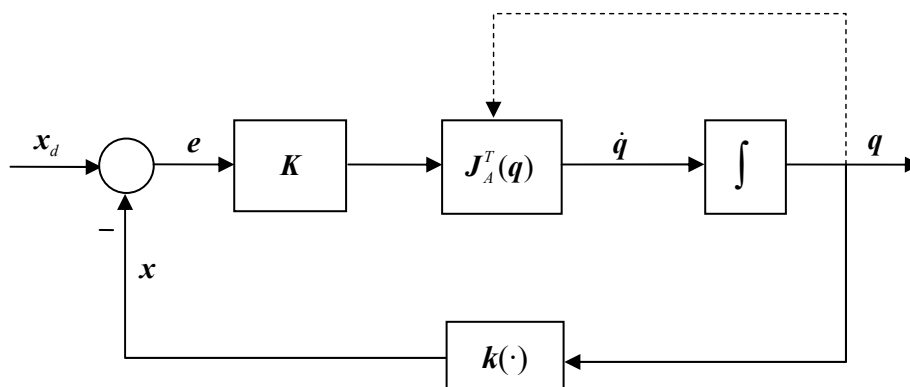 x_d
e
K
J_A^T(q)
q̇
∫
q
−
x
k(·)